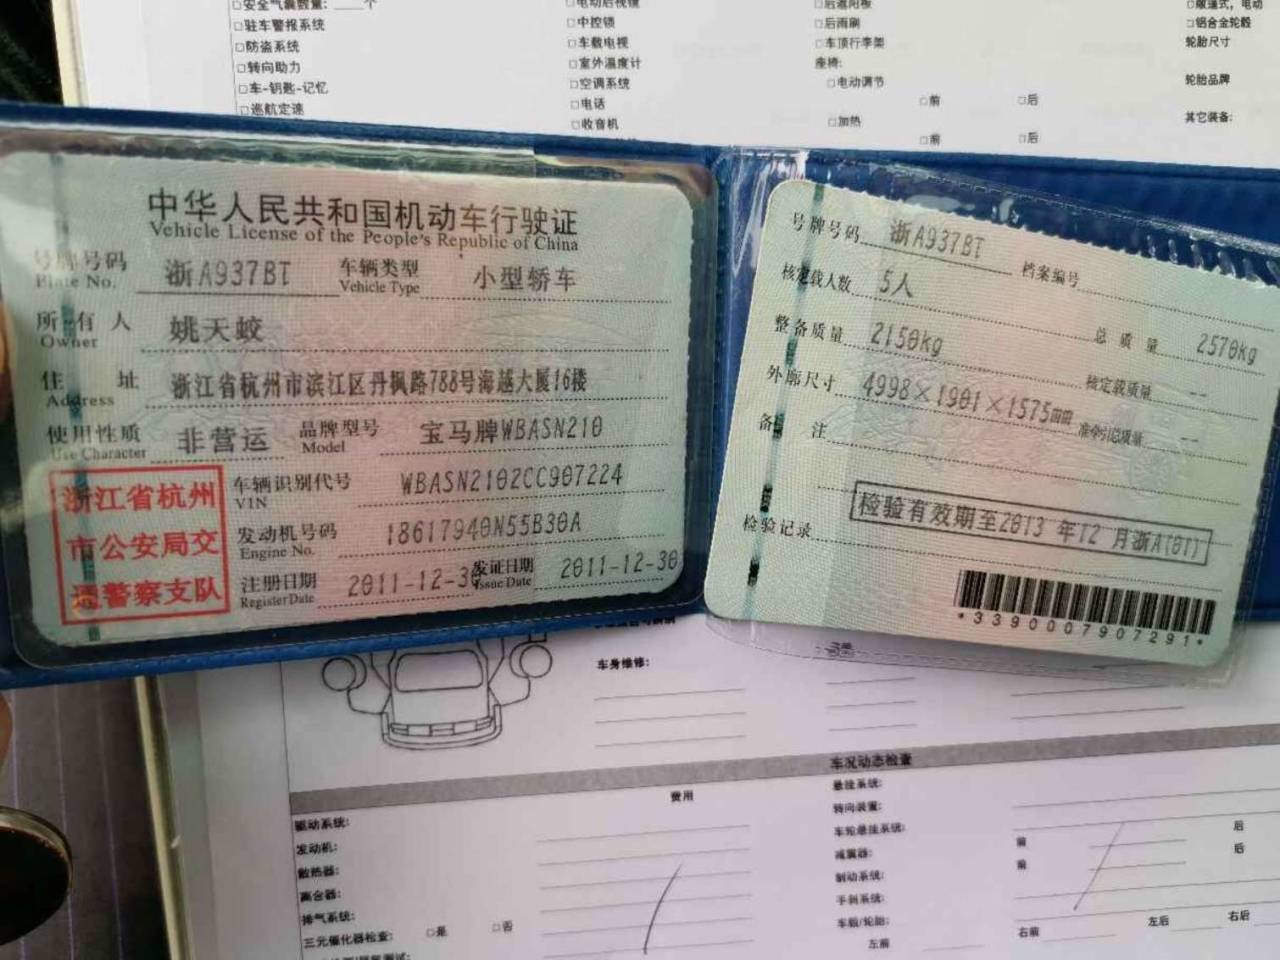 □安全气囊数量:____个
□驻车警报系统
□防盗系统
□转向助力
□车-钥匙-记忆
□巡航定速
□电动后视镜
□中控锁
□车载电视
□室外温度计
□空调系统
□电话
□收音机
□后遮阳板
□后雨刷
□车顶行李架
座椅:
□电动调节
□前 □后
□加热
□前 □后
□铝合金轮毂
轮胎尺寸
轮胎品牌
其它装备:
中华人民共和国机动车行驶证
Vehicle License of the People's Republic of China
号牌号码 浙A937BT 车辆类型 小型轿车
Plate No. Vehicle Type
所有人 姚天蛟
Owner
住址 浙江省杭州市滨江区丹枫路788号海越大厦16楼
Address
使用性质 非营运 品牌型号 宝马牌WBASN210
Use Character Model
浙江省杭州
市公安局交
通警察支队
车辆识别代号 WBASN2102CC907224
VIN
发动机号码 18617940N55B30A
Engine No.
注册日期 2011-12-30 发证日期 2011-12-30
Register Date Issue Date
号牌号码 浙A937BT 档案编号
核定载人数 5人 总质量 2570kg
整备质量 2150kg 核定载质量 --
外廓尺寸 4998×1901×1575mm 准牵引总质量 --
备注
检验记录 检验有效期至2013 年12 月浙A(01)
*3390007907291*
车身维修:
车况动态检查
费用
驱动系统:
发动机:
散热器:
离合器:
排气系统:
三元催化器检查: □是 □否
悬挂系统:
转向装置:
车轮悬挂系统: 前 后
减震器: 前 后
制动系统:
手刹系统:
车毂/轮胎: 左后 右后
左前 右前